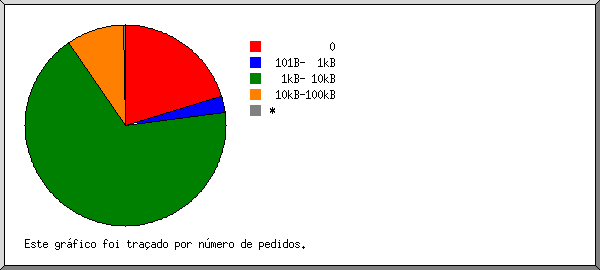 0
101B-  1kB
1kB- 10kB
10kB-100kB
*
Este gráfico foi traçado por número de pedidos.